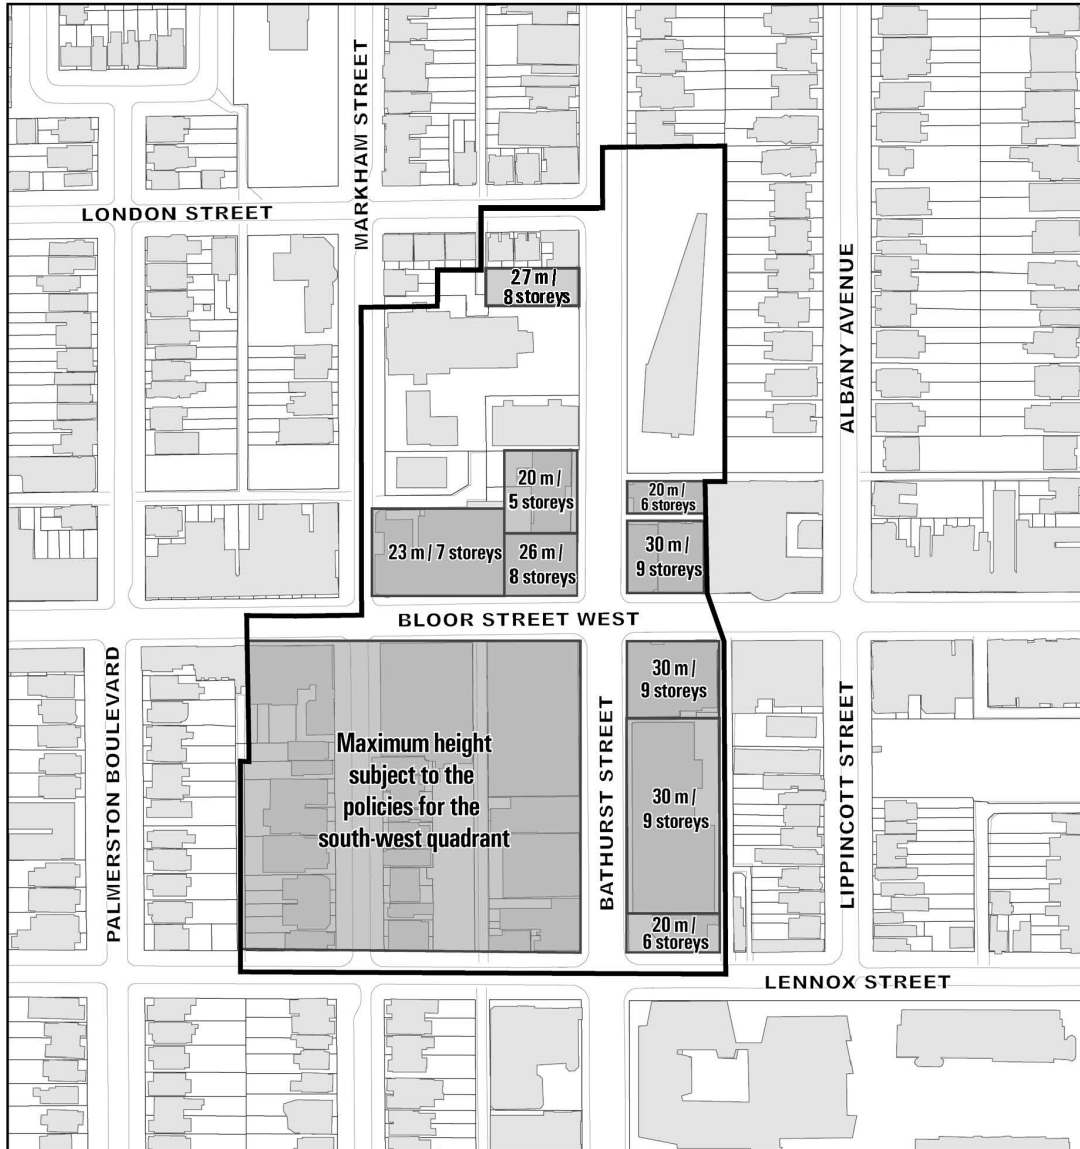 MARKHAM STREET
LONDON STREET
27 m /
8 storeys
ALBANY AVENUE
20 m /
5 storeys
20 m /
6 storeys
23 m / 7 storeys
26 m /
8 storeys
30 m /
9 storeys
BLOOR STREET WEST
PALMERSTON BOULEVARD
Maximum height
subject to the
policies for the
south-west quadrant
BATHURST STREET
30 m /
9 storeys
30 m /
9 storeys
20 m /
6 storeys
LIPPINCOTT STREET
LENNOX STREET